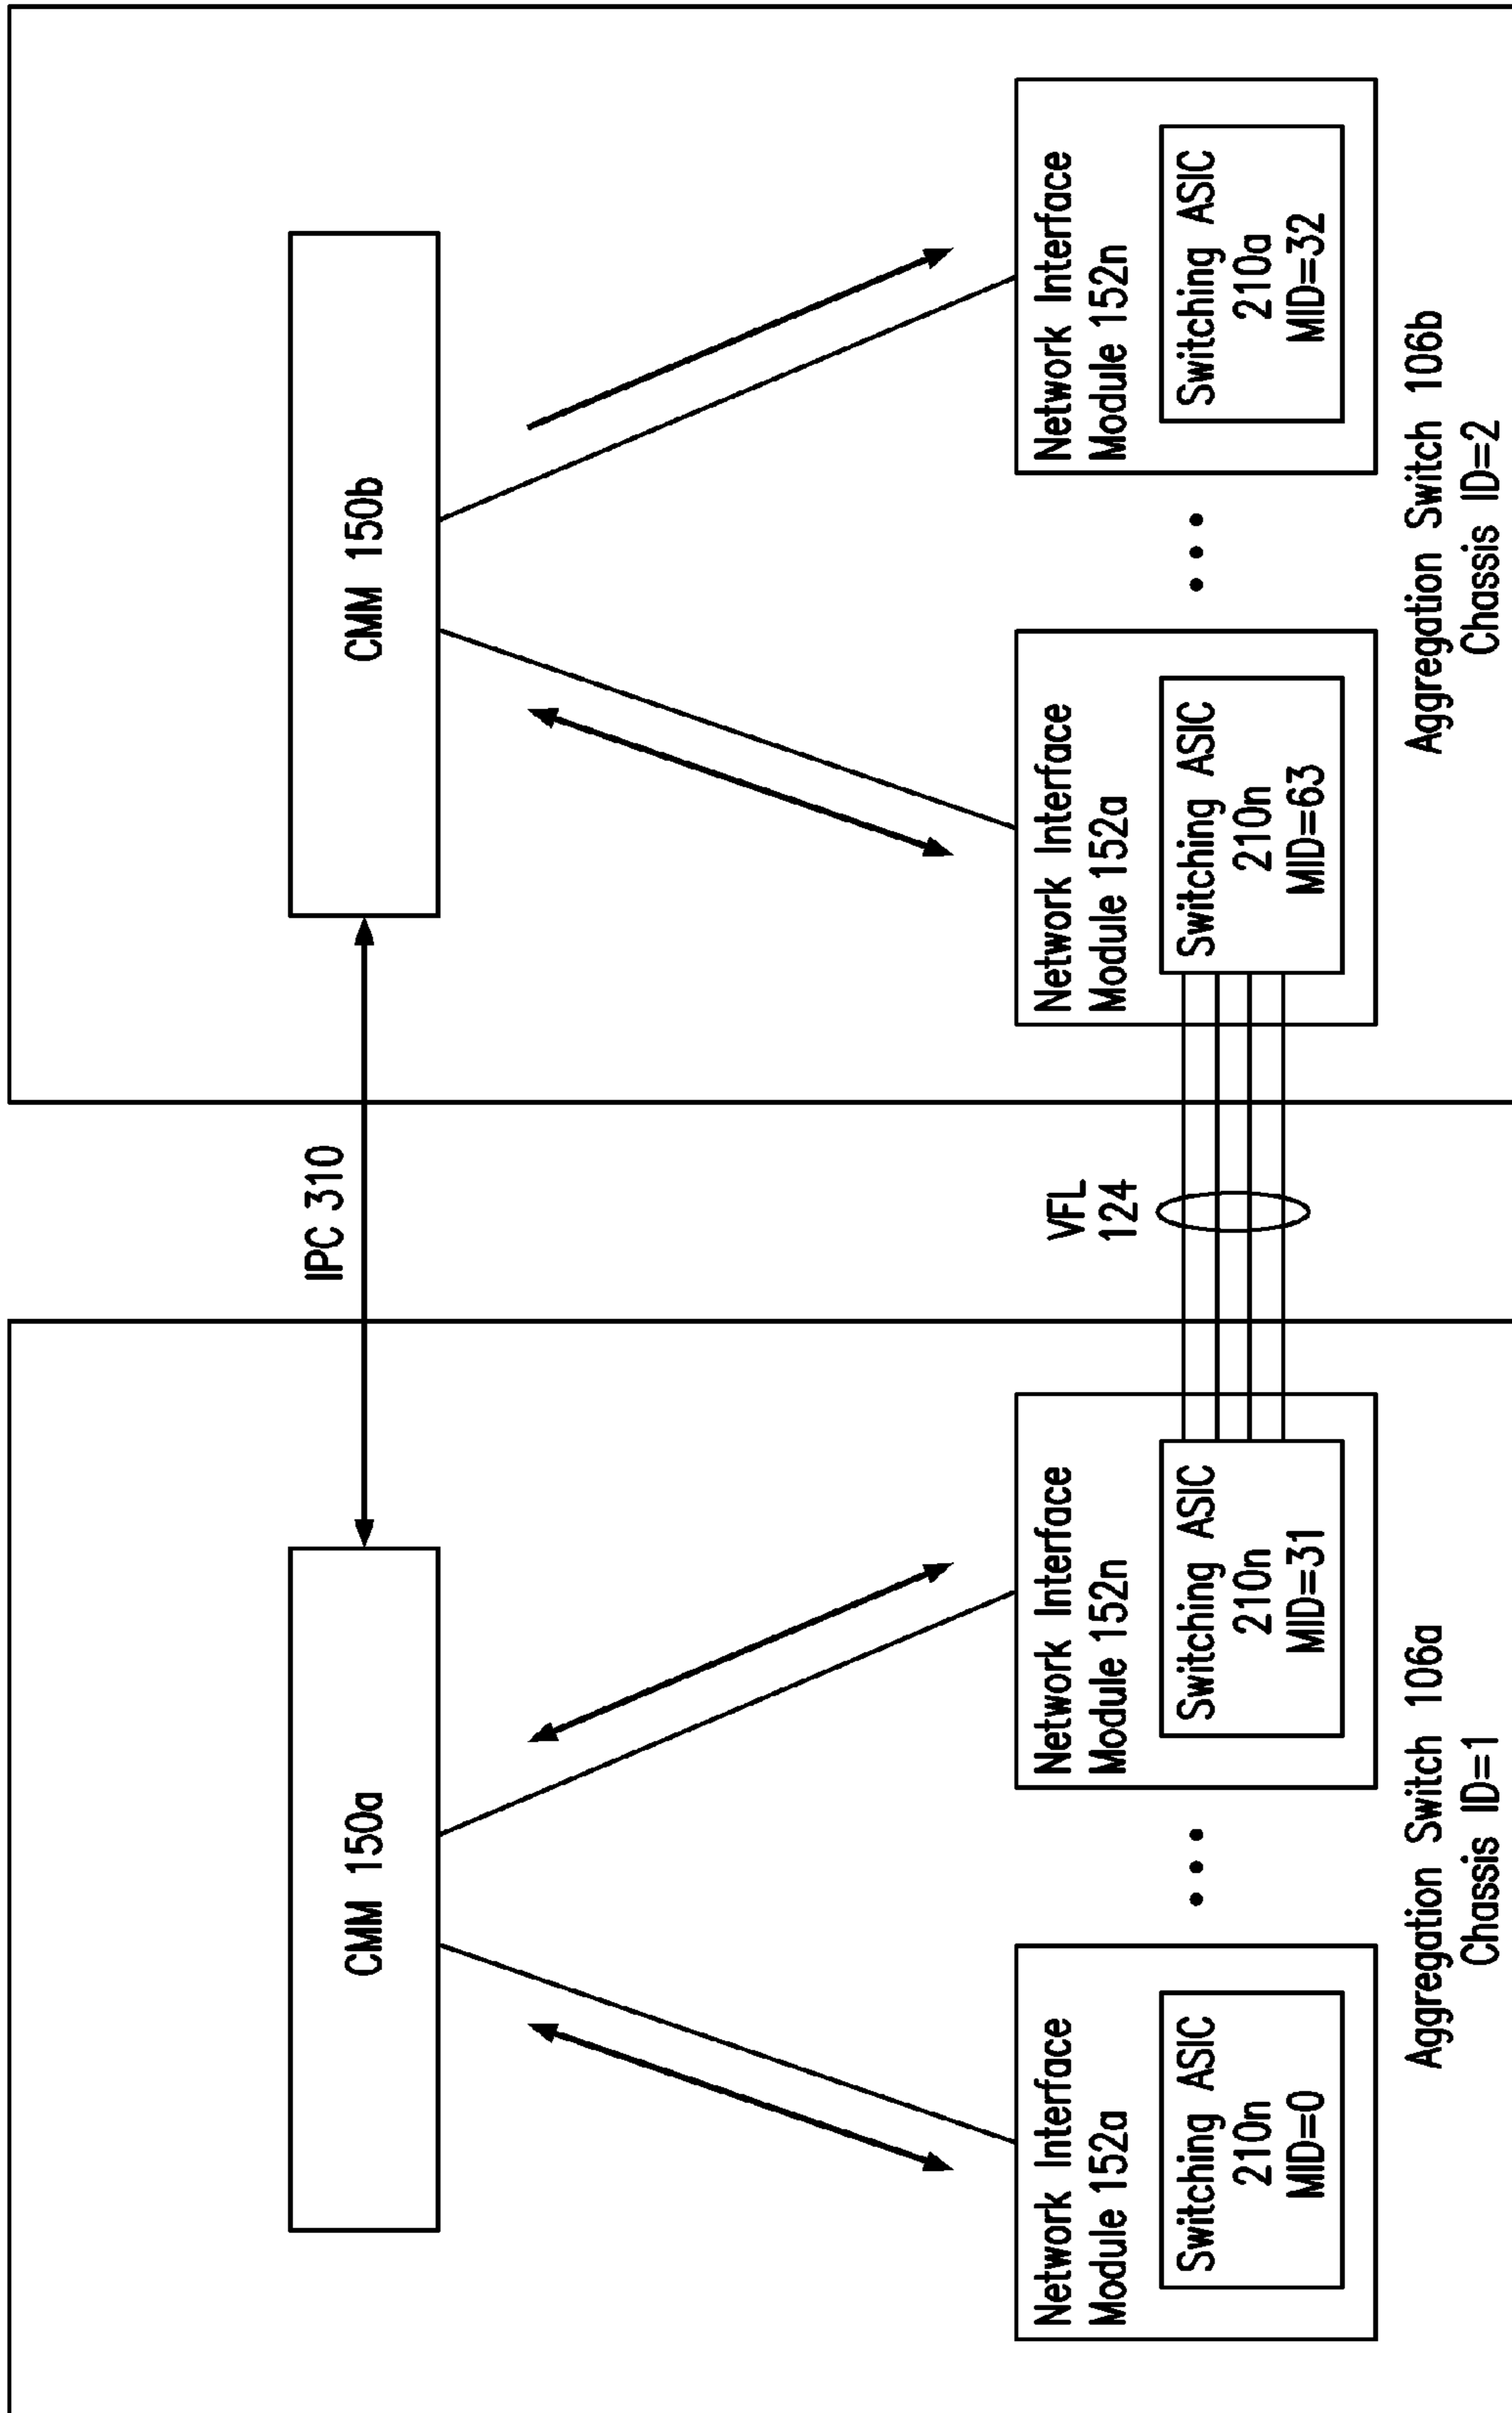 CMM 150a
IPC 310
CMM 150b
Network Interface
Module 152a
Switching ASIC
210n
MID=0
Network Interface
Module 152n
Switching ASIC
210n
MID=31
VFL
124
Network Interface
Module 152a
Switching ASIC
210n
MID=63
Network Interface
Module 152n
Switching ASIC
210a
MID=32
Aggregation Switch 106a
Chassis ID=1
Aggregation Switch 106b
Chassis ID=2